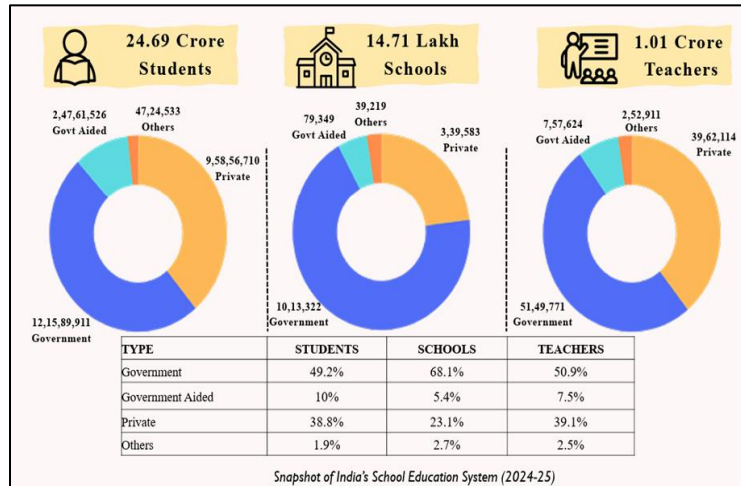 24.69 Crore
Students
14.71 Lakh
Schools
1.01 Crore
Teachers
2,47,61,526
Govt Aided
47,24,533
Others
9,58,56,710
Private
12,15,89,911
Government
79,349
Govt Aided
39,219
Others
3,39,583
Private
10,13,322
Government
7,57,624
Govt Aided
2,52,911
Others
39,62,114
Private
51,49,771
Government
TYPE STUDENTS SCHOOLS TEACHERS
Government 49.2% 68.1% 50.9%
Government Aided 10% 5.4% 7.5%
Private 38.8% 23.1% 39.1%
Others 1.9% 2.7% 2.5%
Snapshot of India's School Education System (2024-25)